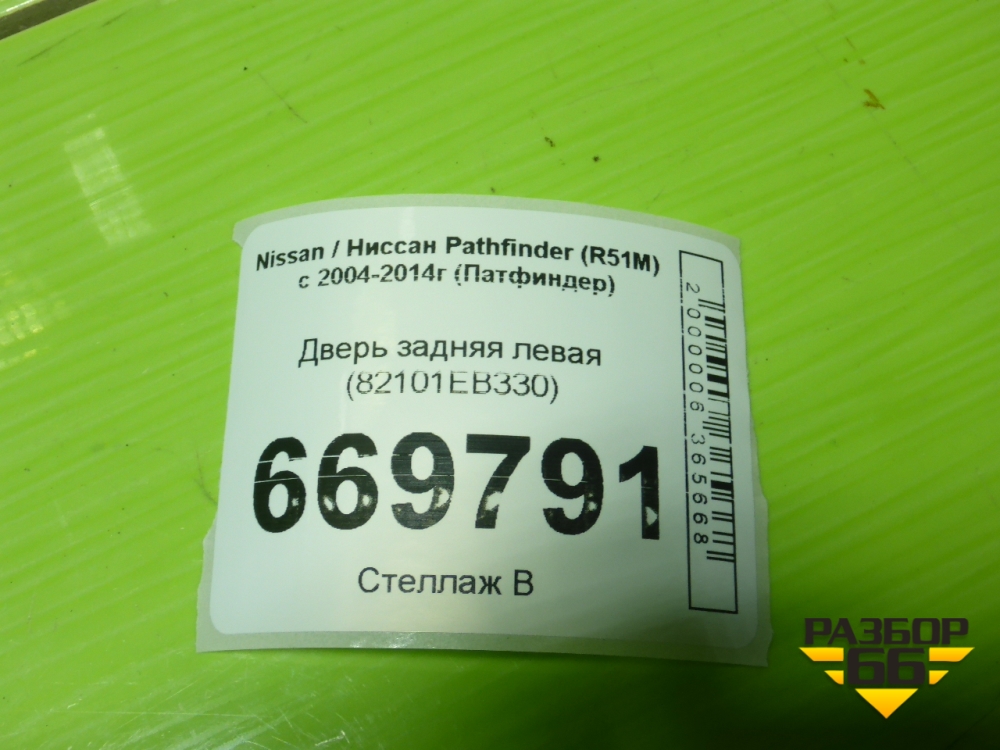 Nissan / Ниссан Pathfinder (R51M)
с 2004-2014г (Патфиндер)
Дверь задняя левая
(82101EB330)
669791
Стеллаж В
2000006365668
РАЗБОР
66